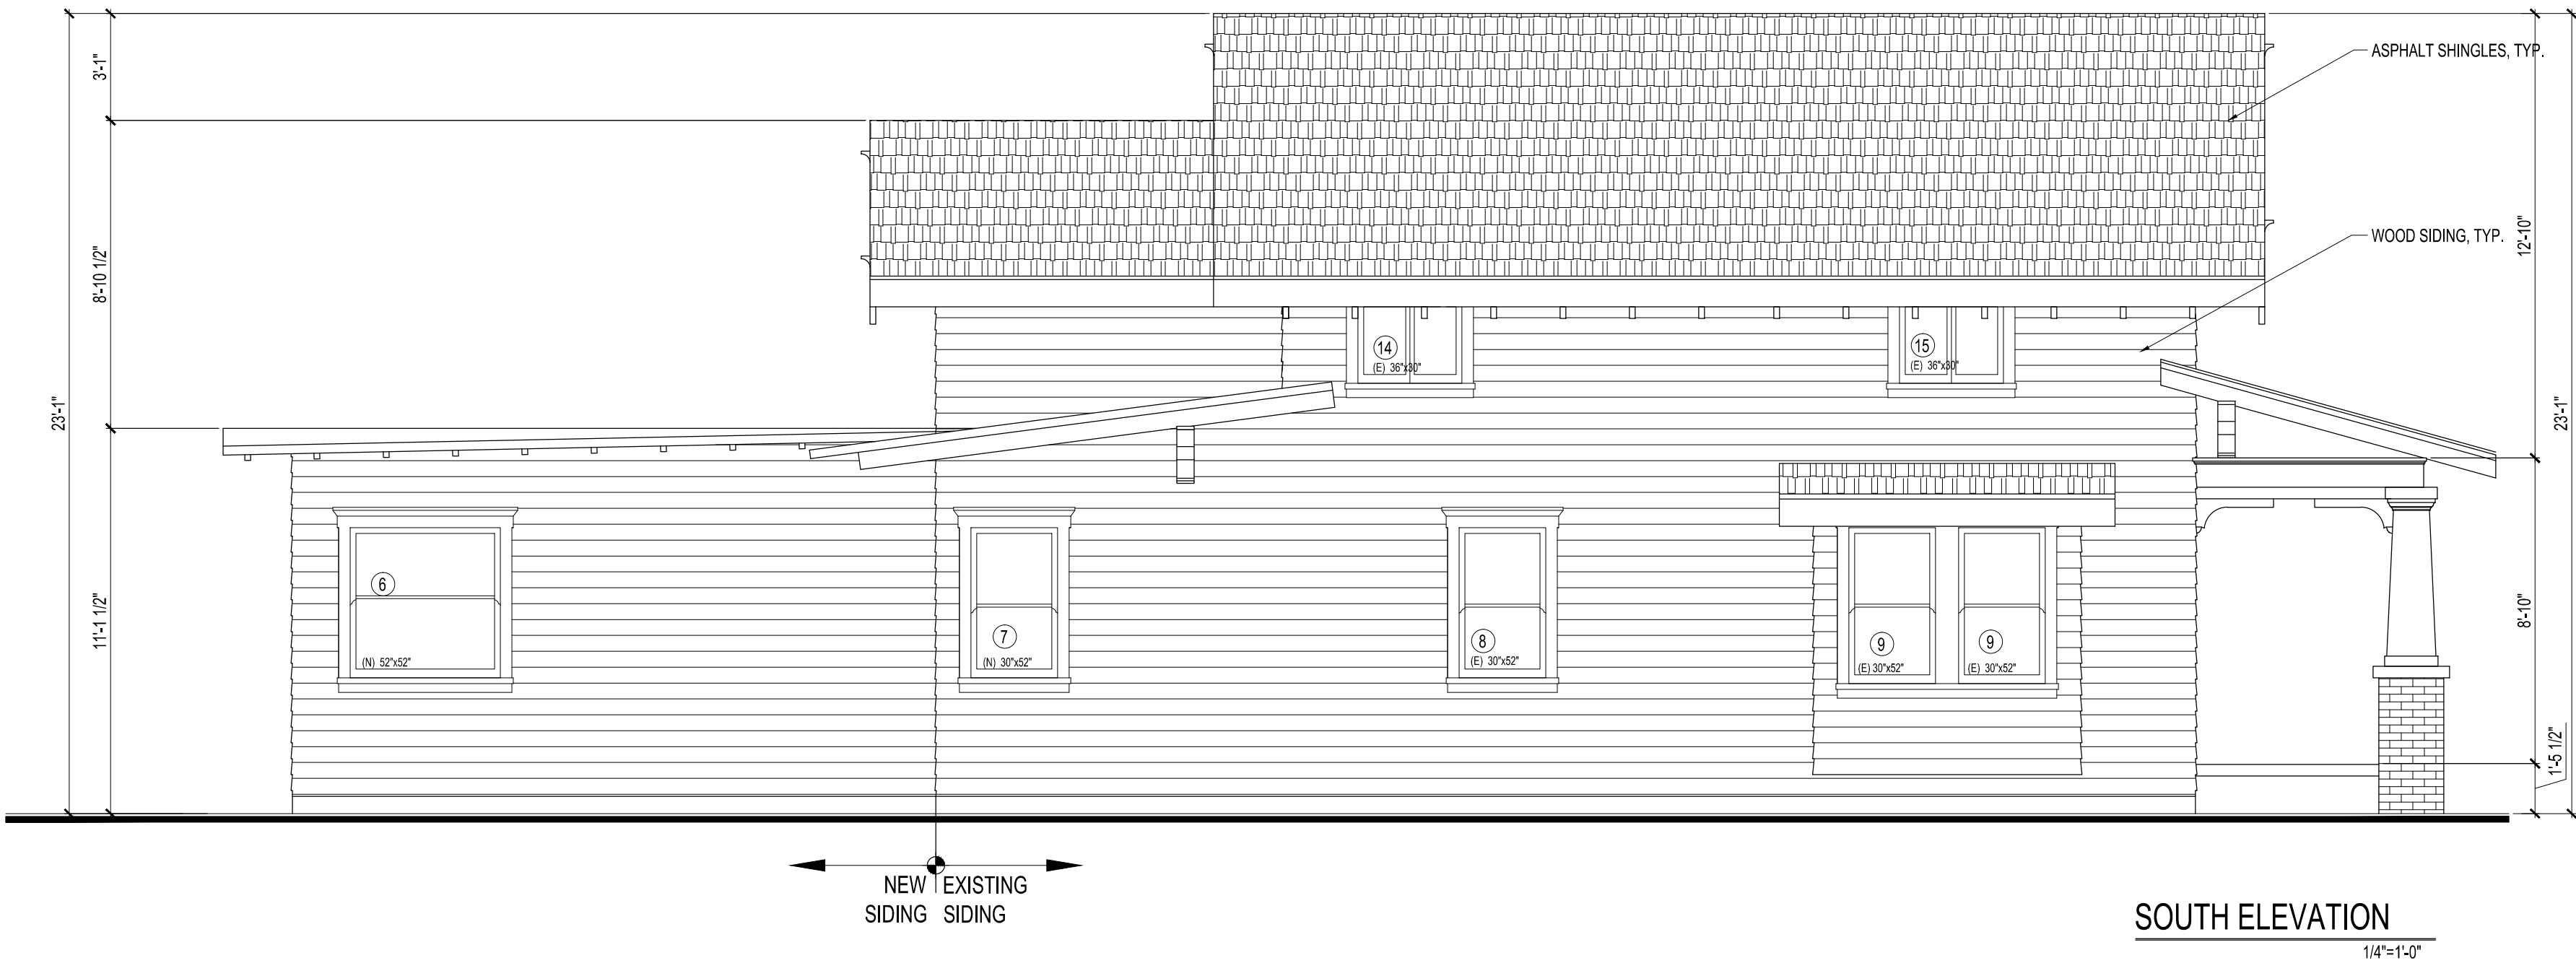 3'-1"
8'-10 1/2"
23'-1"
11'-1 1/2"
ASPHALT SHINGLES, TYP.
WOOD SIDING, TYP.
12'-10"
23'-1"
8'-10"
1'-5 1/2"
14
(E) 36"x30"
15
(E) 36"x30"
6
(N) 52"x52"
7
(N) 30"x52"
8
(E) 30"x52"
9
(E) 30"x52"
9
(E) 30"x52"
NEW EXISTING
SIDING SIDING
SOUTH ELEVATION
1/4"=1'-0"